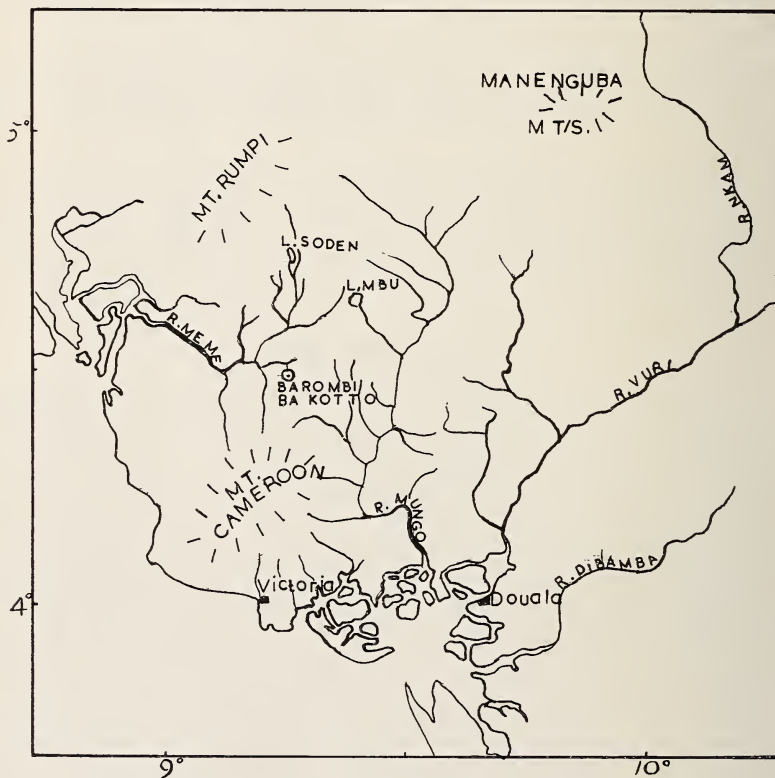 MANENGUBA
MT/S.
5°
MT. RUMPI
R. NKAM
L. SODEN
L. MBU
R. MEME
BAROMBI
BA KOTTO
R. VURI
MT.
CAMEROON
R. MUNGO
R. DIBAMBA
Victoria
Douala
4°
9°
10°